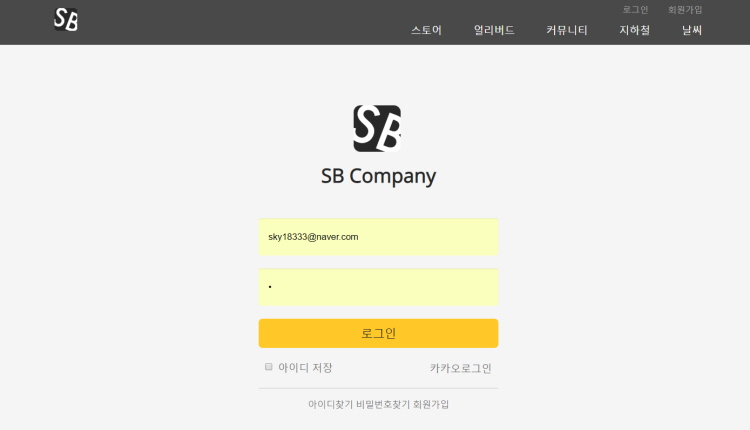 SB
로그인 회원가입
스토어 얼리버드 커뮤니티 지하철 날씨
SB
SB Company
sky18333@naver.com
•
로그인
아이디 저장 카카오로그인
아이디찾기 비밀번호찾기 회원가입